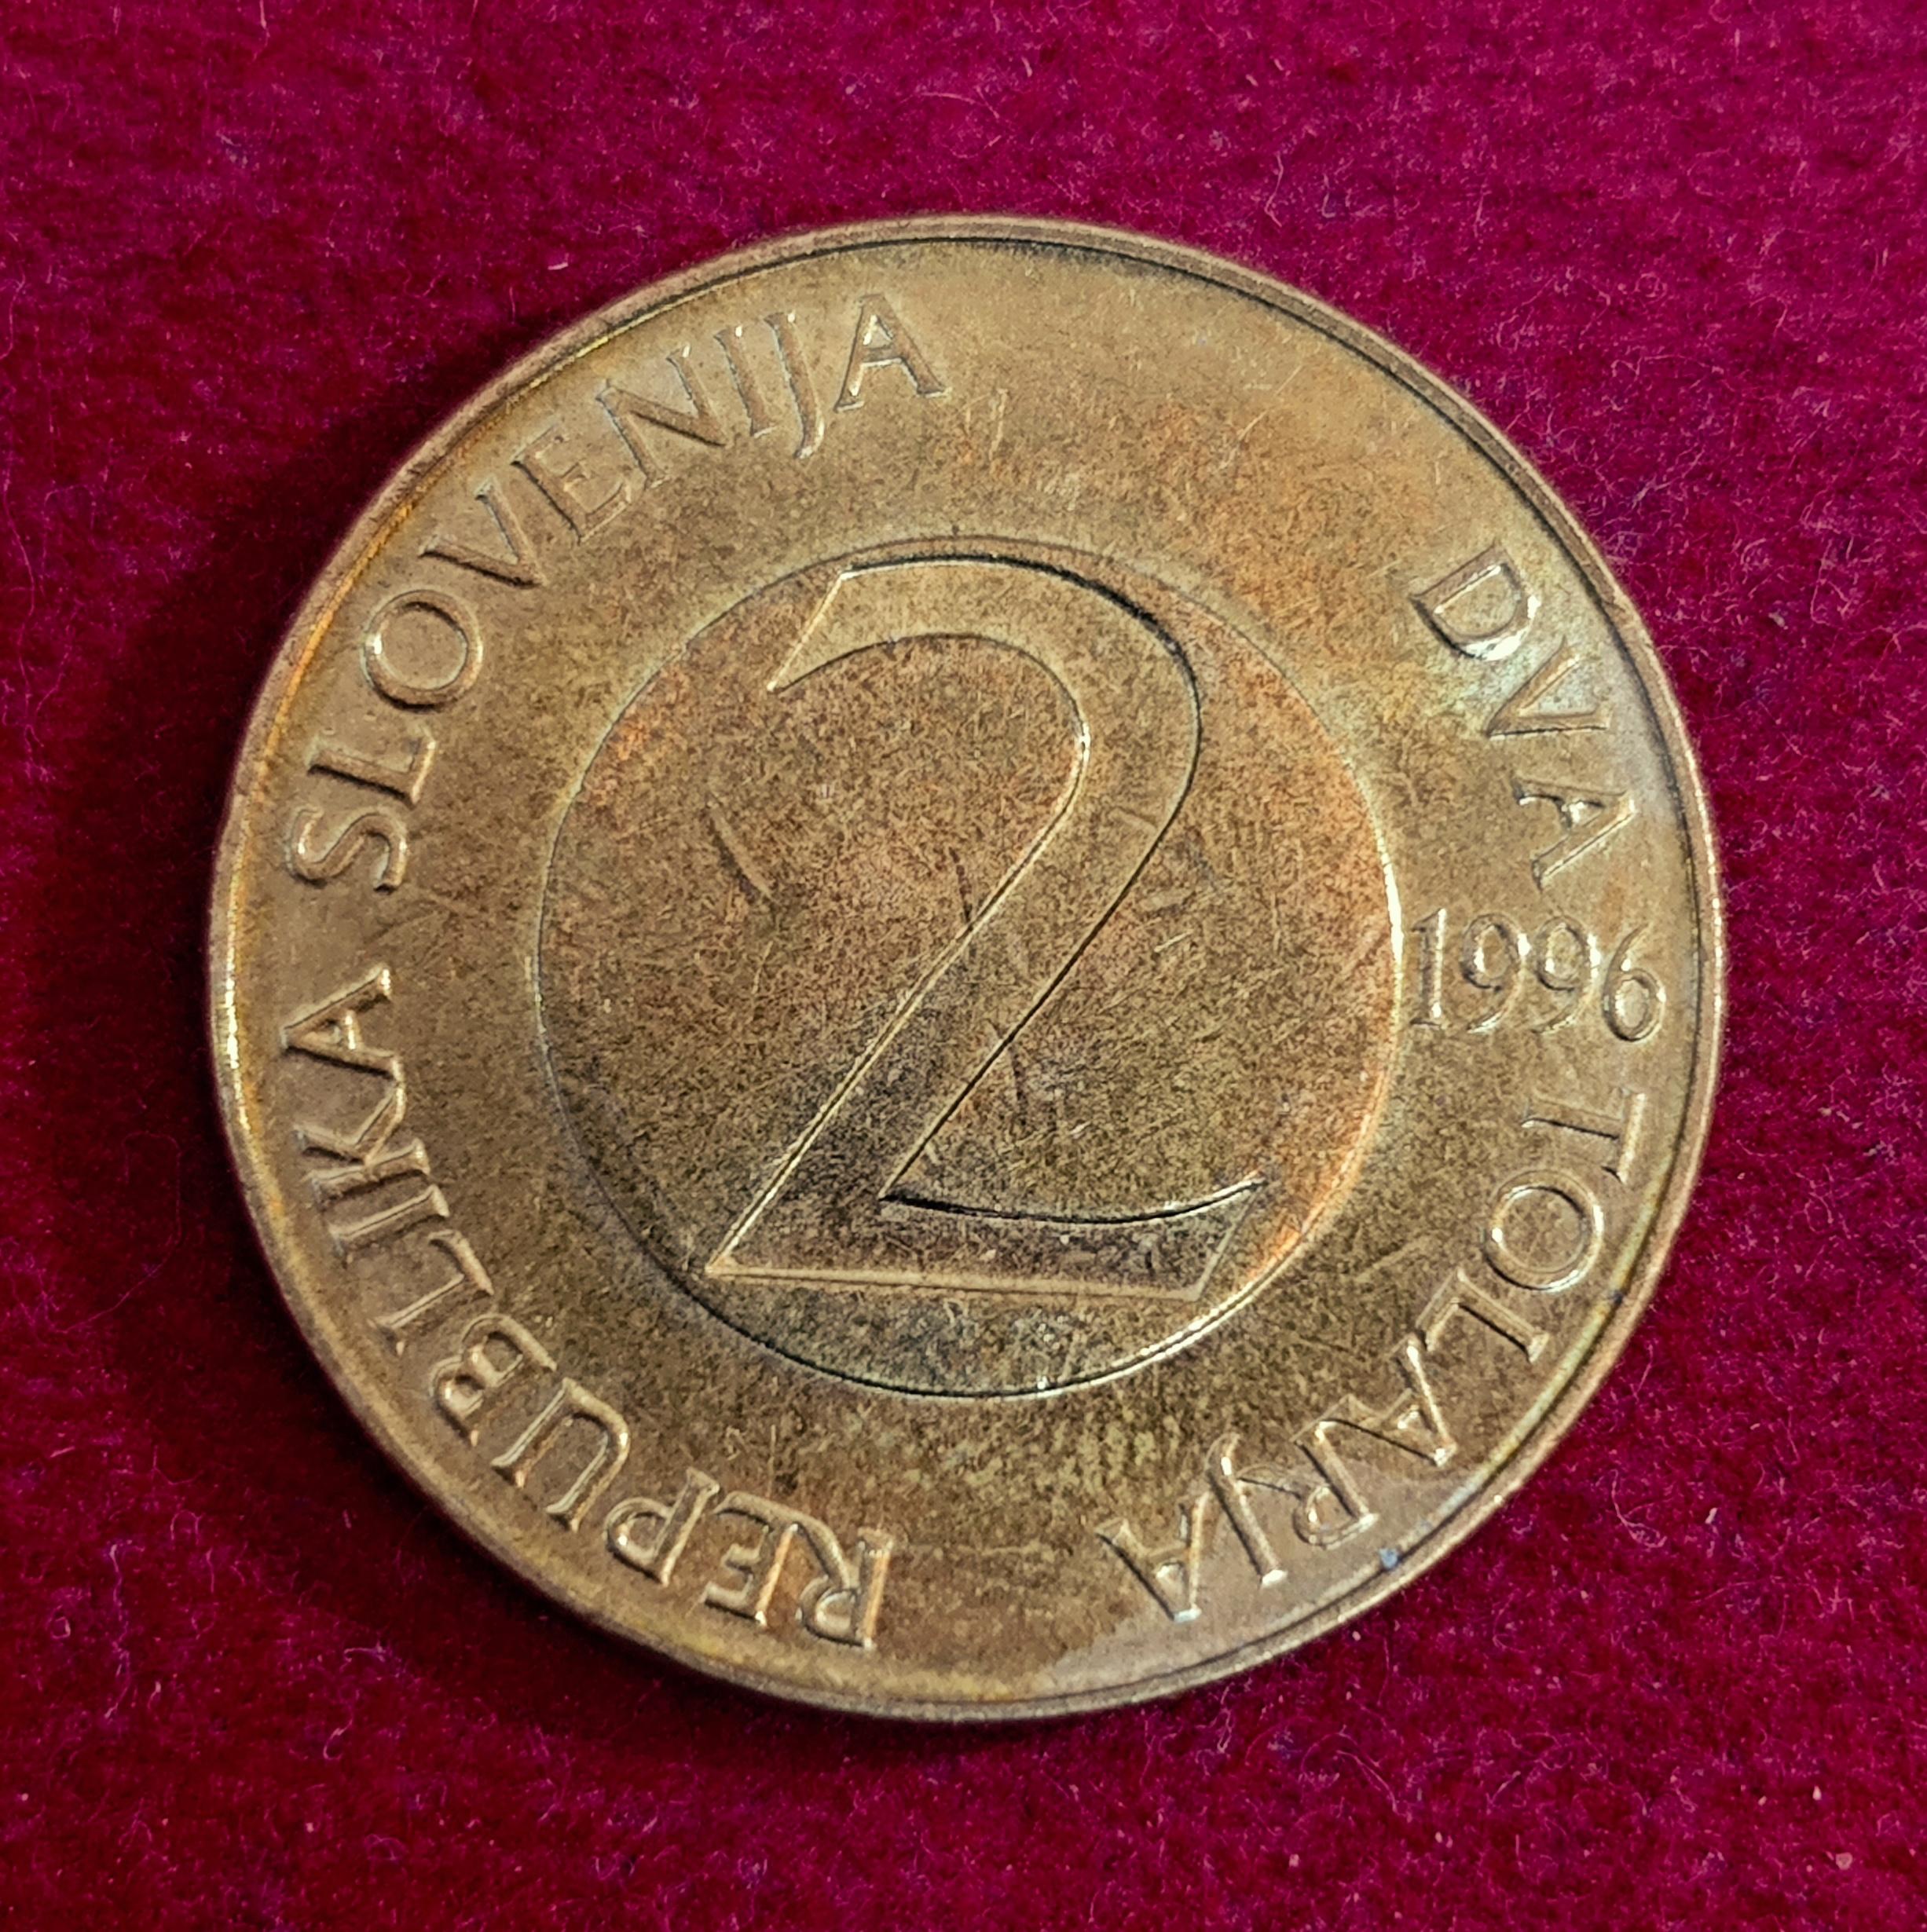 REPUBLIKA SLOVENIJA
2
DVA TOLARJA
1996